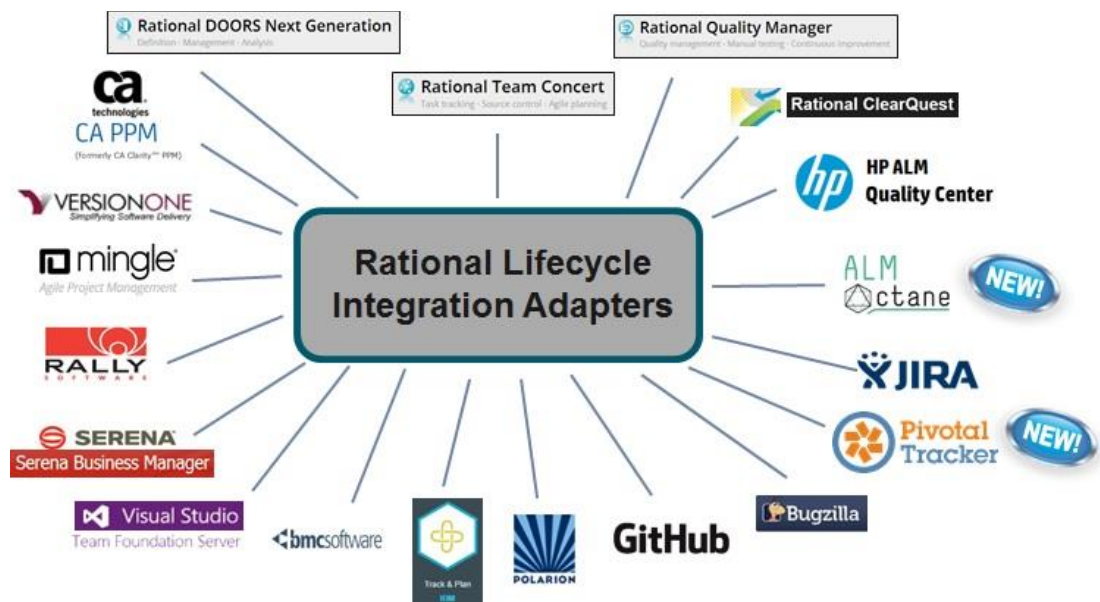 Rational DOORS Next Generation
Definition · Management · Analysis
Rational Quality Manager
Quality management · Manual testing · Continuous improvement
Rational Team Concert
Task tracking · Source control · Agile planning
ca
technologies
CA PPM
(formerly CA Clarity™ PPM)
Rational ClearQuest
hp
HP ALM
Quality Center
VERSIONONE
Simplifying Software Delivery
mingle®
Agile Project Management
Rational Lifecycle
Integration Adapters
ALM
Octane
NEW!
RALLY
SOFTWARE
JIRA
SERENA
Serena Business Manager
Pivotal
Tracker
NEW!
Visual Studio
Team Foundation Server
bmcsoftware
Track & Plan
IBM
POLARION
GitHub
Bugzilla